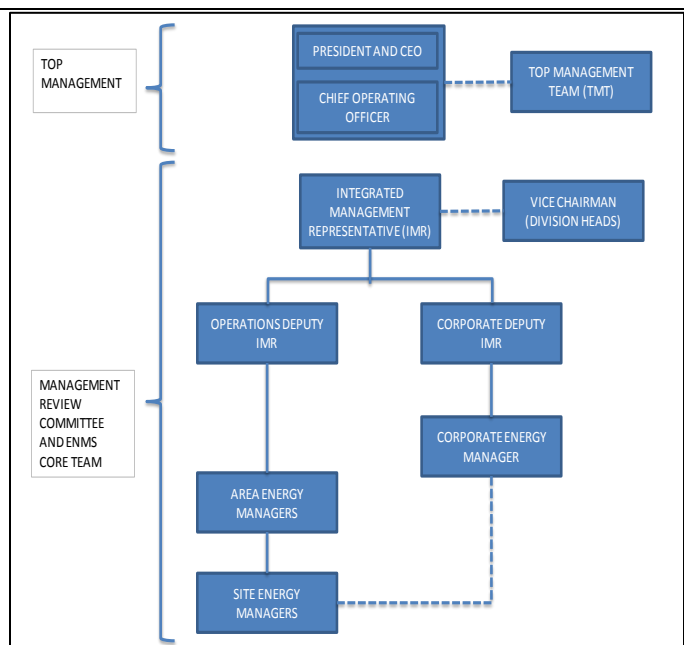 TOP
MANAGEMENT
PRESIDENT AND CEO
CHIEF OPERATING
OFFICER
TOP MANAGEMENT
TEAM (TMT)
INTEGRATED
MANAGEMENT
REPRESENTATIVE (IMR)
VICE CHAIRMAN
(DIVISION HEADS)
OPERATIONS DEPUTY
IMR
CORPORATE DEPUTY
IMR
MANAGEMENT
REVIEW
COMMITTEE
AND ENMS
CORE TEAM
CORPORATE ENERGY
MANAGER
AREA ENERGY
MANAGERS
SITE ENERGY
MANAGERS